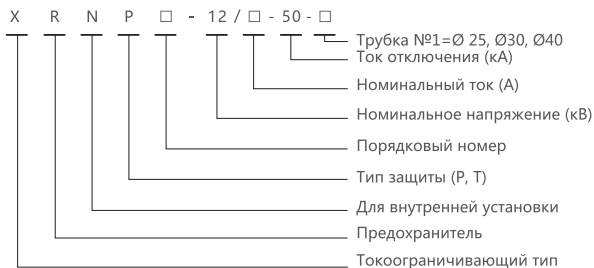 X R N P □ - 12 / □ - 50 - □
Трубка №1=Ø 25, Ø30, Ø40
Ток отключения (кА)
Номинальный ток (А)
Номинальное напряжение (кВ)
Порядковый номер
Тип защиты (P, T)
Для внутренней установки
Предохранитель
Токоограничивающий тип